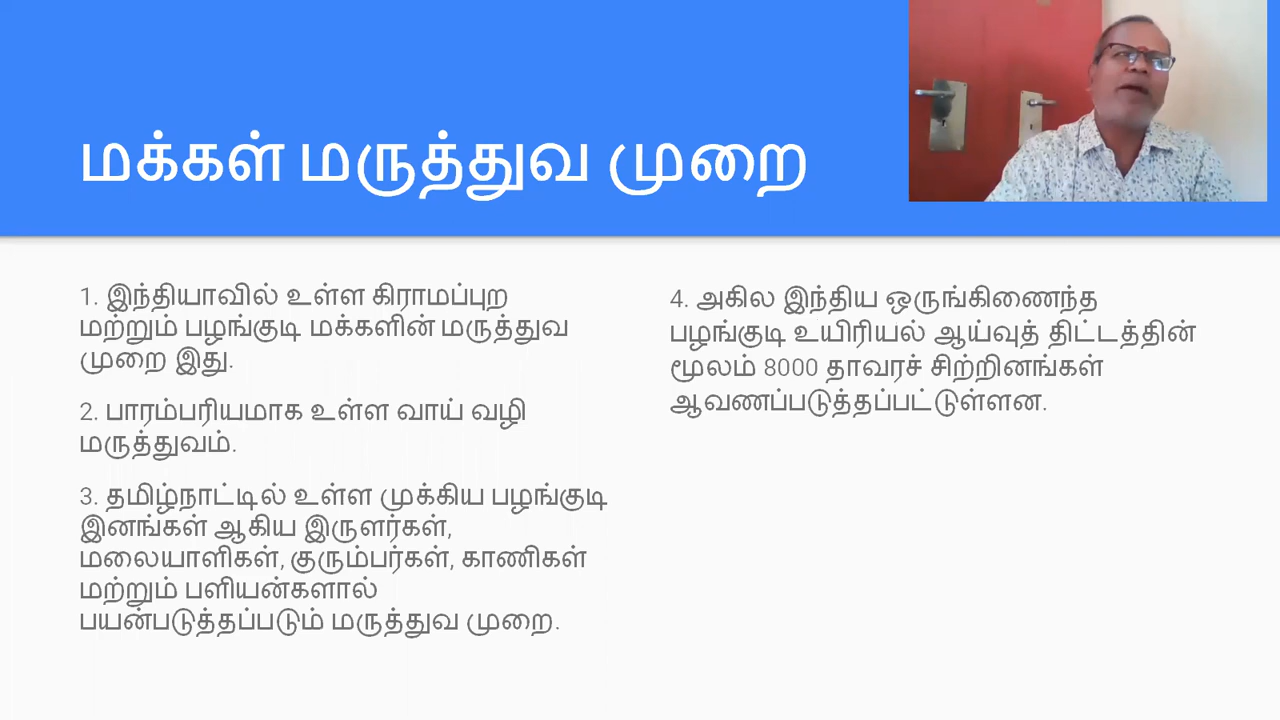 மக்கள் மருத்துவ முறை
1. இந்தியாவில் உள்ள கிராமப்புற
மற்றும் பழங்குடி மக்களின் மருத்துவ
முறை இது.
2. பாரம்பரியமாக உள்ள வாய் வழி
மருத்துவம்.
3. தமிழ்நாட்டில் உள்ள முக்கிய பழங்குடி
இனங்கள் ஆகிய இருளர்கள்,
மலையாளிகள், குரும்பர்கள், காணிகள்
மற்றும் பளியன்களால்
பயன்படுத்தப்படும் மருத்துவ முறை.
4. அகில இந்திய ஒருங்கிணைந்த
பழங்குடி உயிரியல் ஆய்வுத் திட்டத்தின்
மூலம் 8000 தாவரச் சிற்றினங்கள்
ஆவணப்படுத்தப்பட்டுள்ளன.